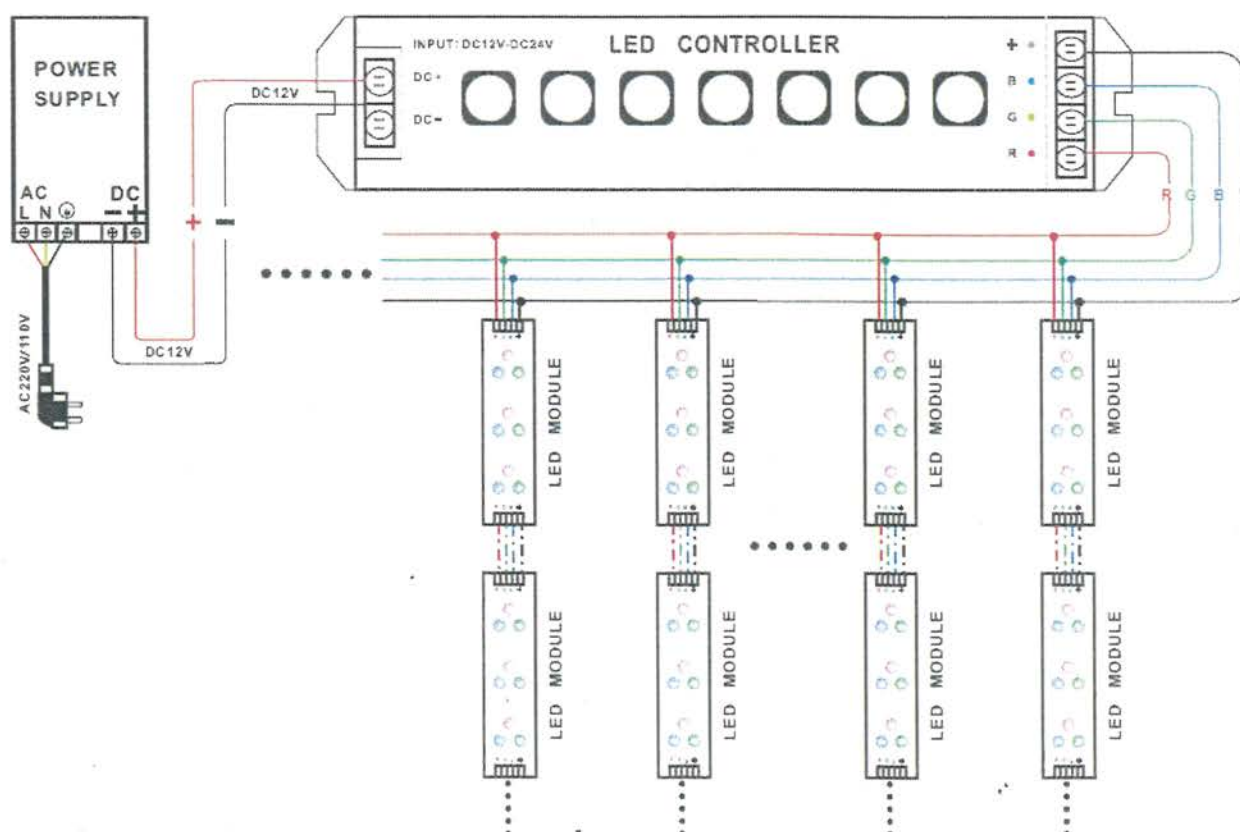 POWER
SUPPLY
AC
DC
L N
− +
AC220V/110V
DC12V
+ −
DC12V
INPUT: DC12V-DC24V
LED CONTROLLER
DC+
DC−
+
B
G
R
R G B
LED MODULE
LED MODULE
LED MODULE
LED MODULE
LED MODULE
LED MODULE
LED MODULE
LED MODULE